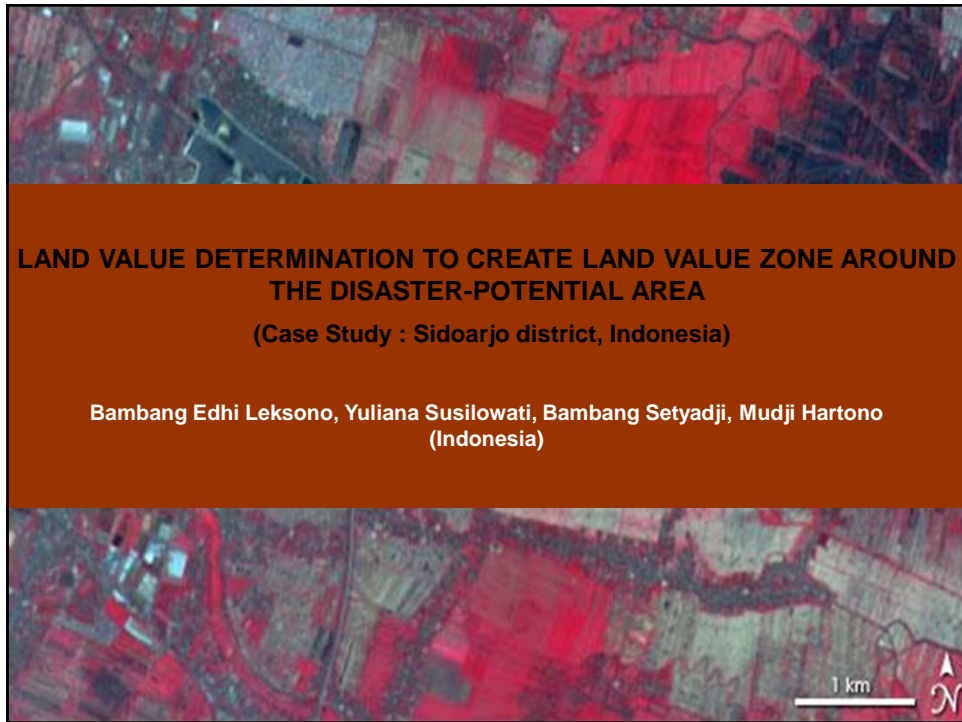 LAND VALUE DETERMINATION TO CREATE LAND VALUE ZONE AROUND
THE DISASTER-POTENTIAL AREA
(Case Study : Sidoarjo district, Indonesia)
Bambang Edhi Leksono, Yuliana Susilowati, Bambang Setyadji, Mudji Hartono
(Indonesia)
1 km
N